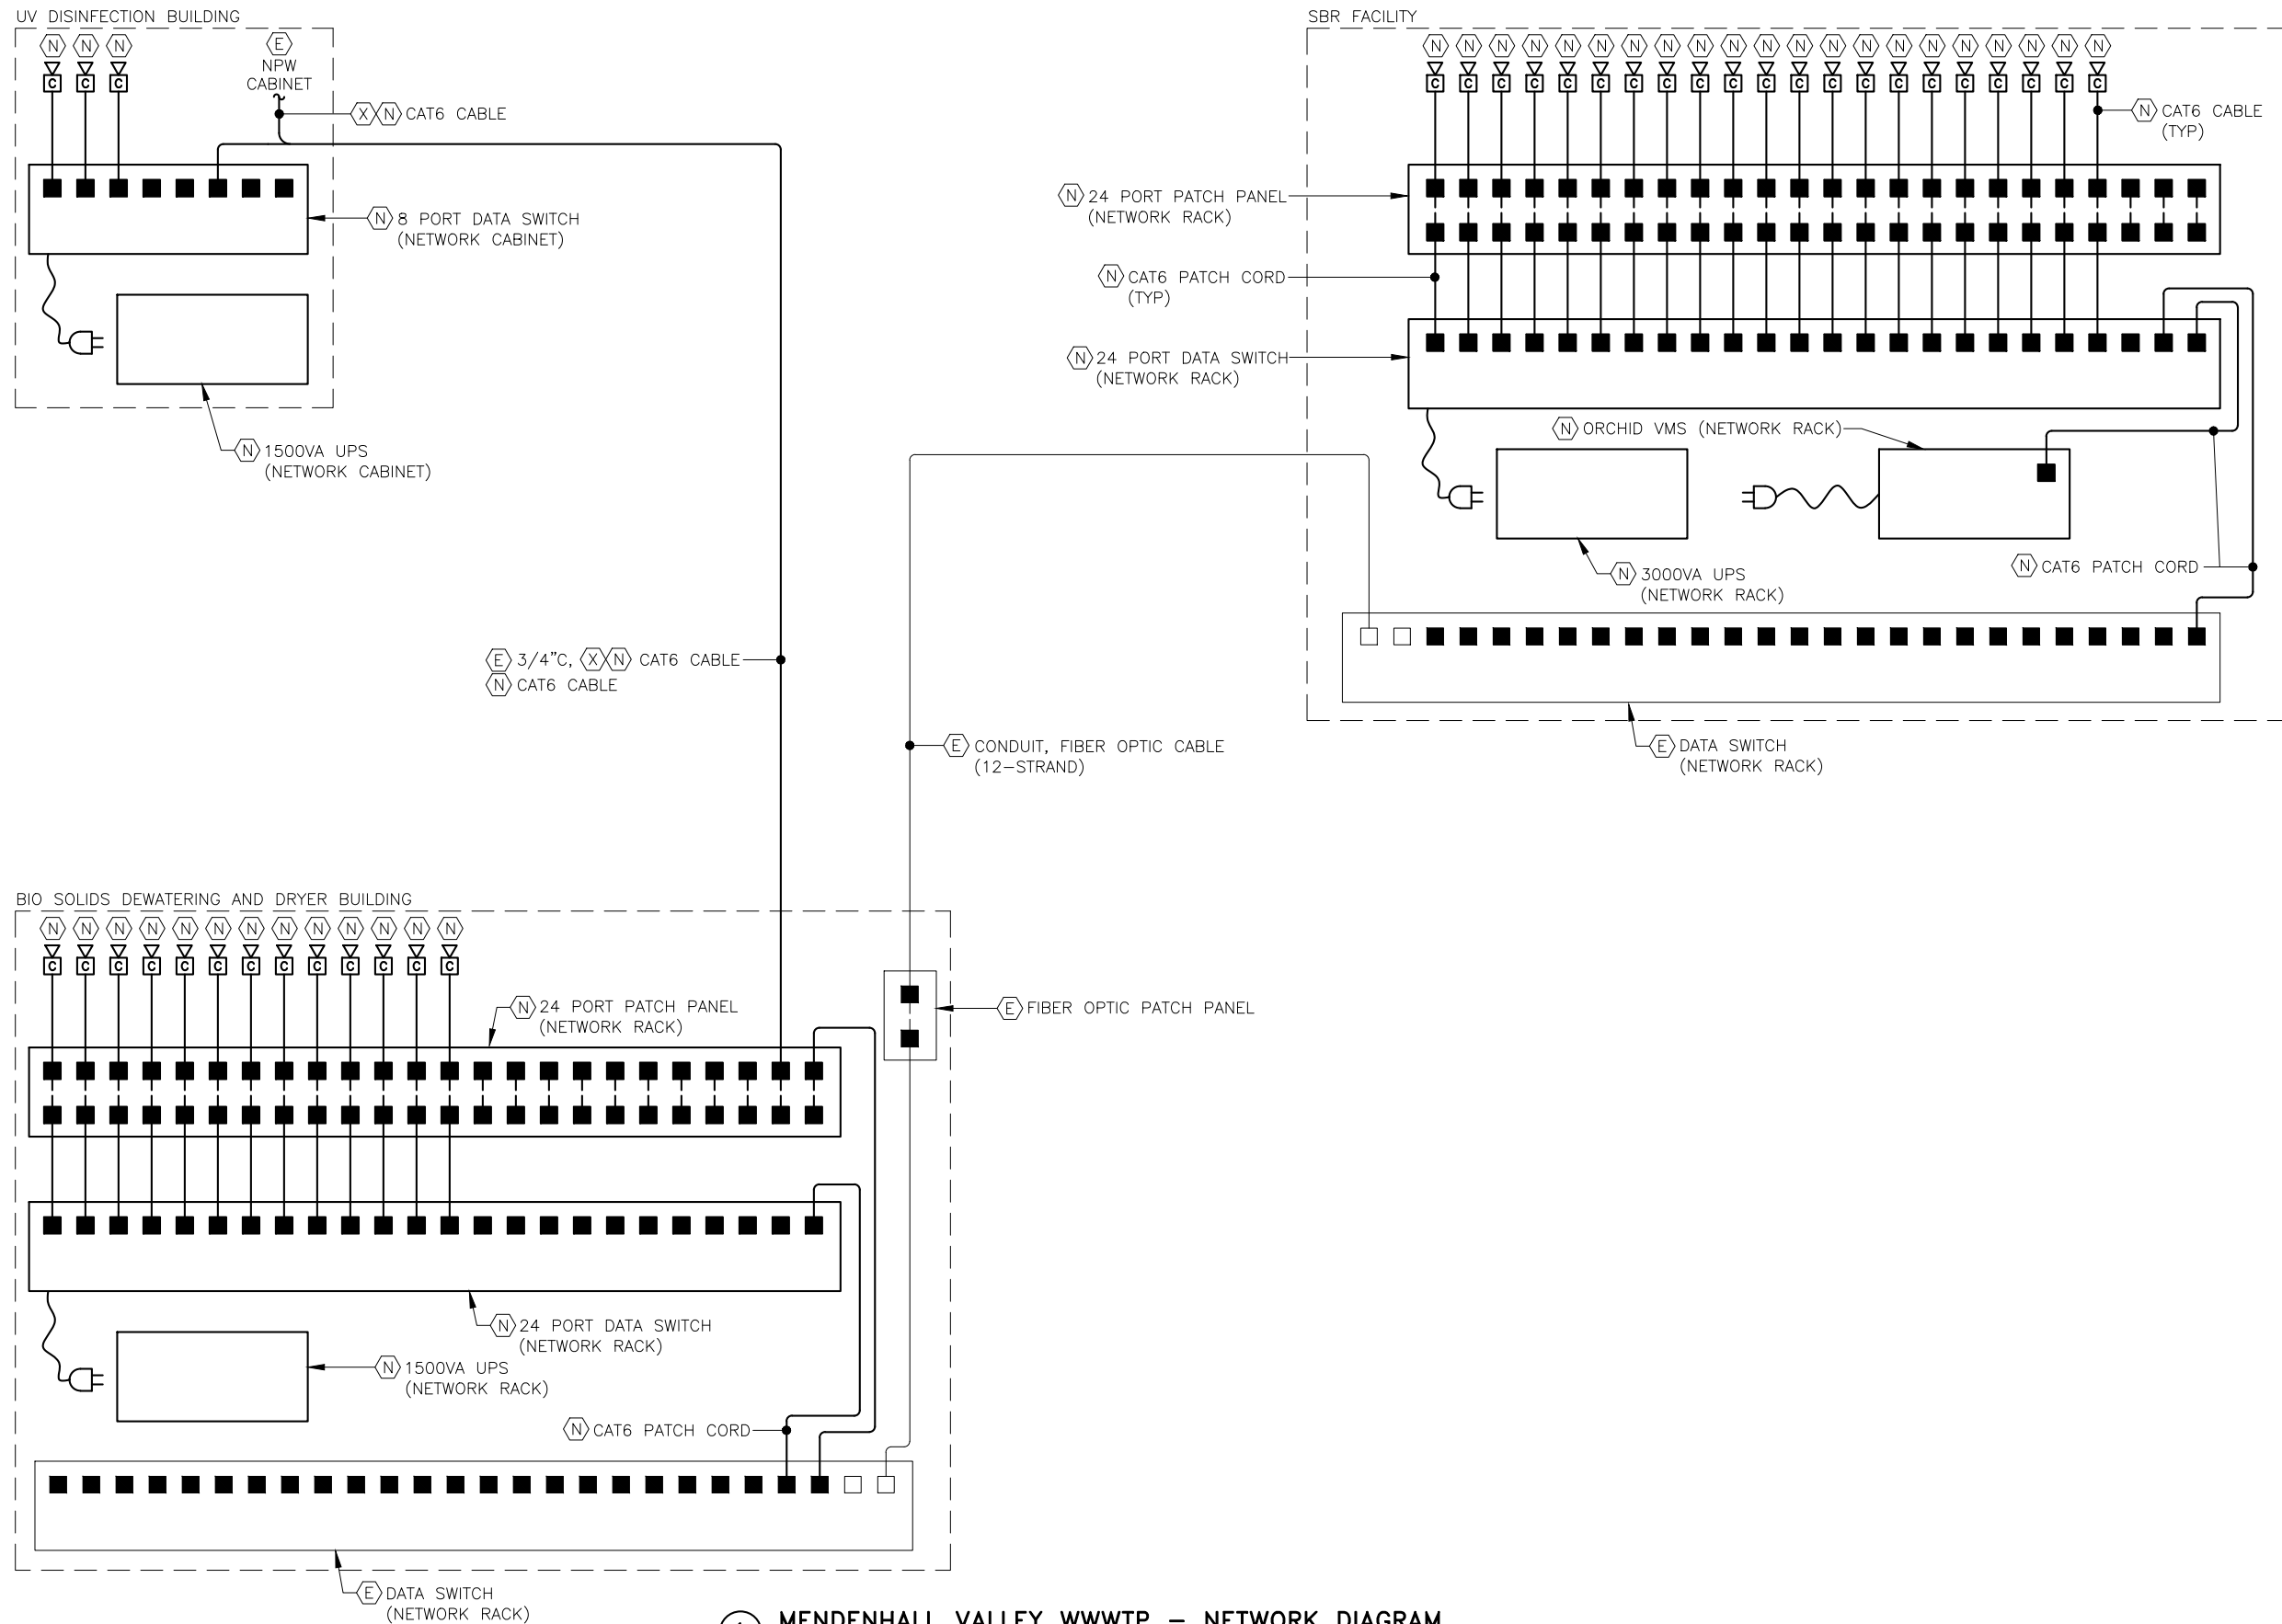 UV DISINFECTION BUILDING
N N N E
NPW
CABINET
C C C
X N CAT6 CABLE
N 8 PORT DATA SWITCH
(NETWORK CABINET)
N 1500VA UPS
(NETWORK CABINET)
SBR FACILITY
N N N N N N N N N N N N N N N N N N N N N
C C C C C C C C C C C C C C C C C C C C C
N CAT6 CABLE
(TYP)
N 24 PORT PATCH PANEL
(NETWORK RACK)
N CAT6 PATCH CORD
(TYP)
N 24 PORT DATA SWITCH
(NETWORK RACK)
N ORCHID VMS (NETWORK RACK)
N 3000VA UPS
(NETWORK RACK)
N CAT6 PATCH CORD
E DATA SWITCH
(NETWORK RACK)
E 3/4"C, X N CAT6 CABLE
N CAT6 CABLE
E CONDUIT, FIBER OPTIC CABLE
(12-STRAND)
BIO SOLIDS DEWATERING AND DRYER BUILDING
N N N N N N N N N N N N N
C C C C C C C C C C C C C
N 24 PORT PATCH PANEL
(NETWORK RACK)
E FIBER OPTIC PATCH PANEL
N 24 PORT DATA SWITCH
(NETWORK RACK)
N 1500VA UPS
(NETWORK RACK)
N CAT6 PATCH CORD
E DATA SWITCH
(NETWORK RACK)
MENDENHALL VALLEY WWWTP - NETWORK DIAGRAM